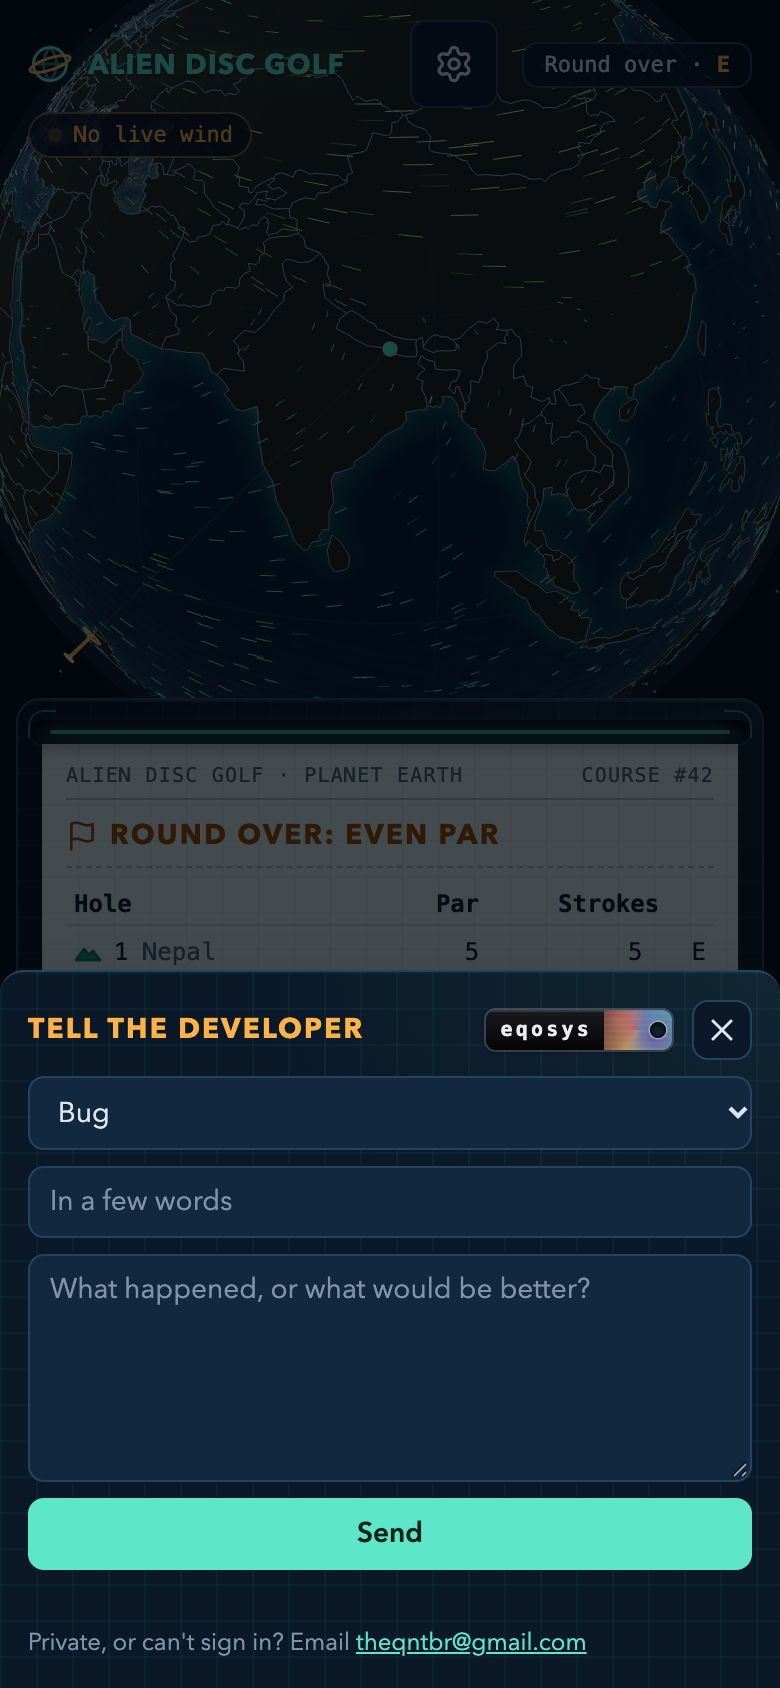 ALIEN DISC GOLF
Round over · E
No live wind
ALIEN DISC GOLF · PLANET EARTH
COURSE #42
ROUND OVER: EVEN PAR
Hole Par Strokes
1 Nepal 5 5 E
TELL THE DEVELOPER
eqosys
Bug
In a few words
What happened, or what would be better?
Send
Private, or can't sign in? Email theqntbr@gmail.com